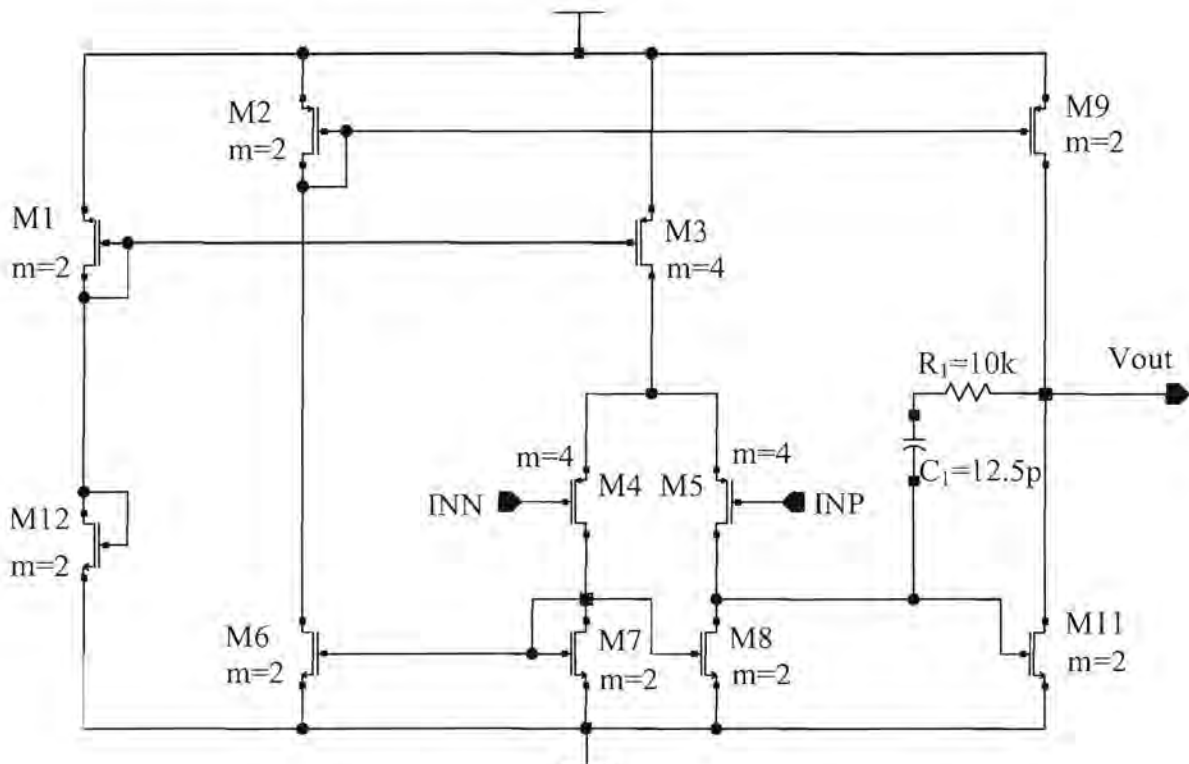 M2
m=2
M9
m=2
M1
m=2
M3
m=4
R₁=10k
Vout
m=4
m=4
M4
M5
C₁=12.5p
INN
INP
M12
m=2
M6
m=2
M7
m=2
M8
m=2
M11
m=2